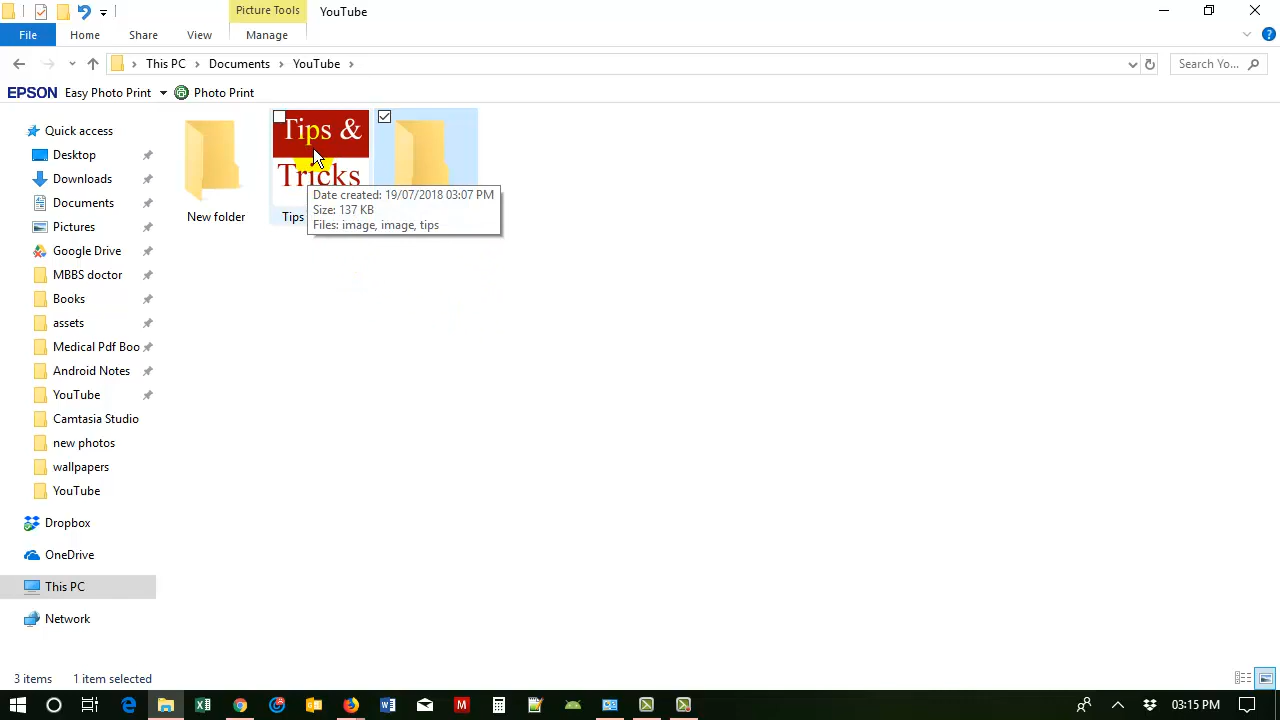 Picture Tools
YouTube
File
Home
Share
View
Manage
This PC
Documents
YouTube
Search Yo...
EPSON
Easy Photo Print
Photo Print
Quick access
Desktop
Downloads
Documents
Pictures
Google Drive
MBBS doctor
Books
assets
Medical Pdf Boo
Android Notes
YouTube
Camtasia Studio
new photos
wallpapers
YouTube
Dropbox
OneDrive
This PC
Network
New folder
Tips &
Tricks
Tips
Date created: 19/07/2018 03:07 PM
Size: 137 KB
Files: image, image, tips
3 items
1 item selected
03:15 PM